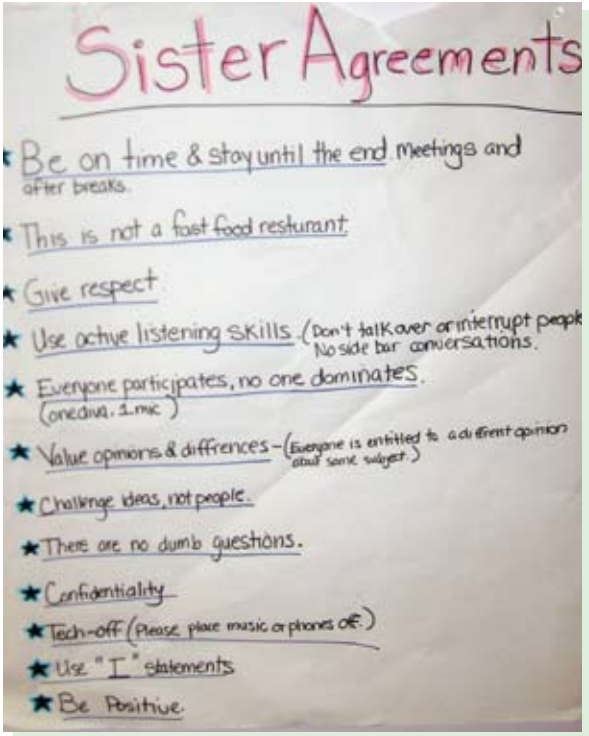 Sister Agreements
★ Be on time & stay until the end meetings and
after breaks.
★ This is not a fast food resturant.
★ Give respect.
★ Use active listening skills. (Don't talk over or interrupt people
No side bar conversations.
★ Everyone participates, no one dominates.
(one diva, 1 mic)
★ Value opinions & diffrences - (Everyone is entitled to a different opinion
about same subject.)
★ Challenge ideas, not people.
★ There are no dumb questions.
★ Confidentiality
★ Tech-off (Please place music or phones off.)
★ Use "I" statements
★ Be Positive.